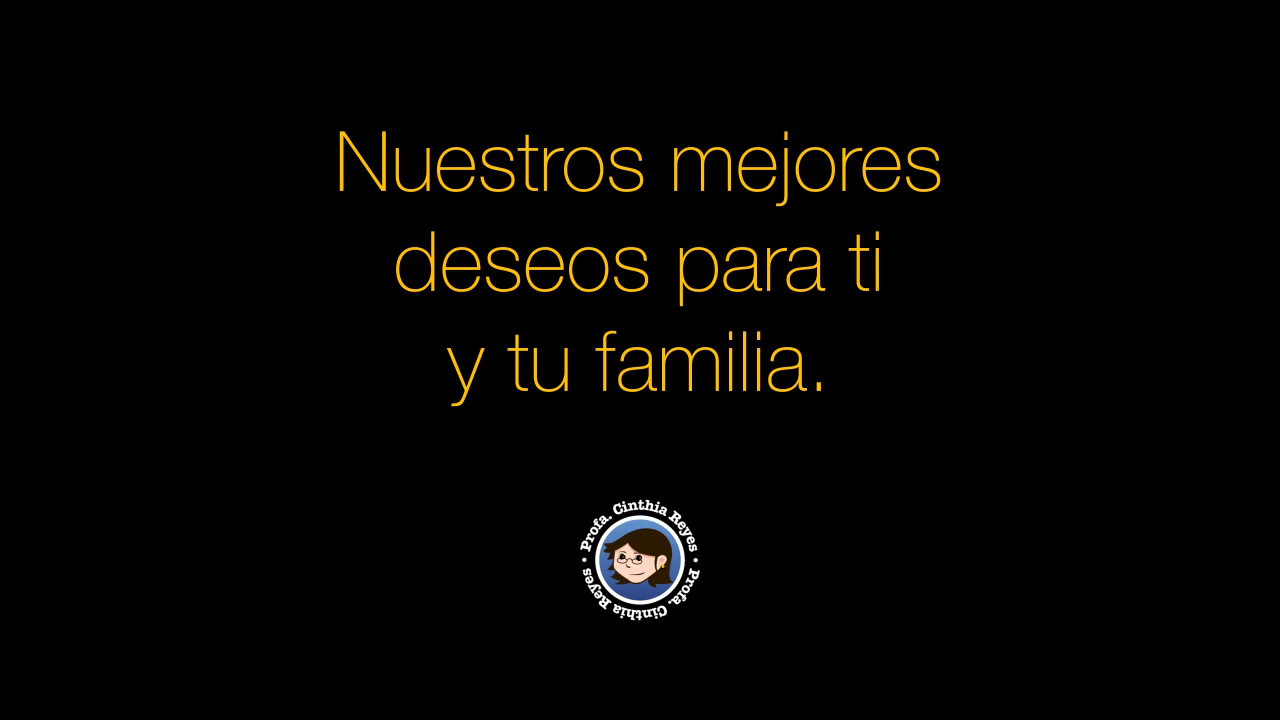 Nuestros mejores
deseos para ti
y tu familia.
Profa. Cinthia Reyes • Profa. Cinthia Reyes •